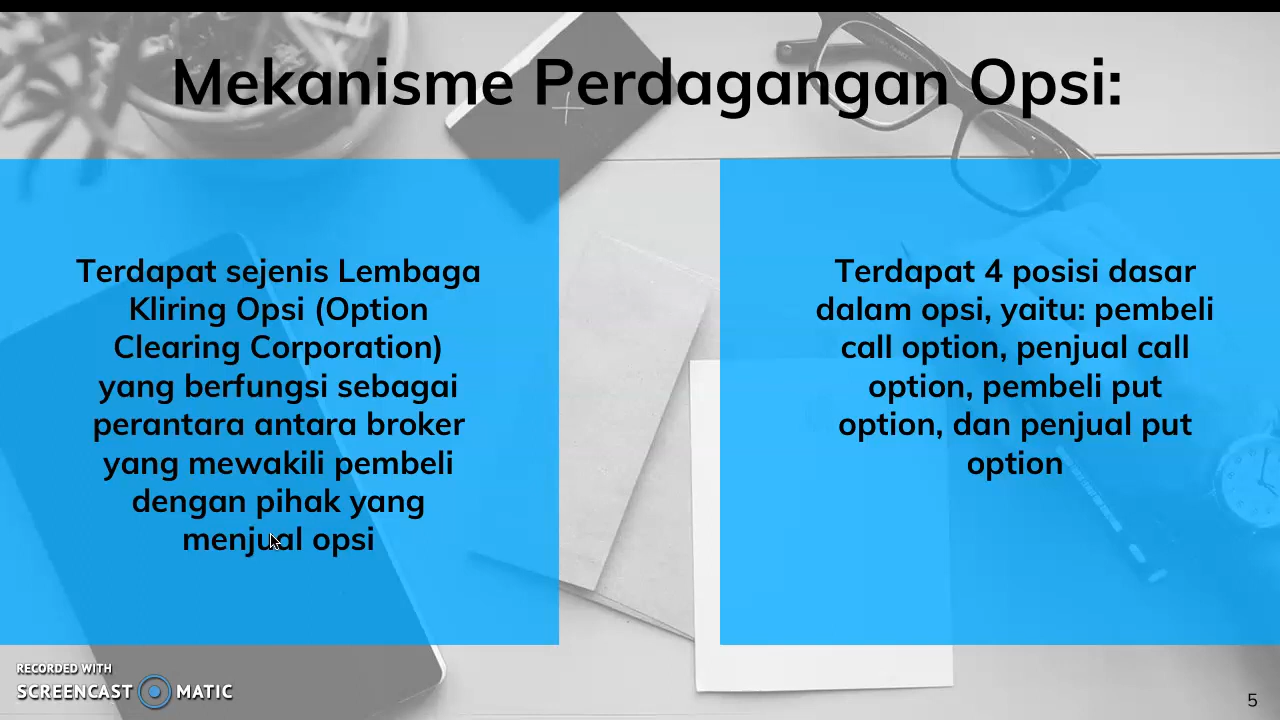 Mekanisme Perdagangan Opsi:
Terdapat sejenis Lembaga
Kliring Opsi (Option
Clearing Corporation)
yang berfungsi sebagai
perantara antara broker
yang mewakili pembeli
dengan pihak yang
menjual opsi
Terdapat 4 posisi dasar
dalam opsi, yaitu: pembeli
call option, penjual call
option, pembeli put
option, dan penjual put
option
RECORDED WITH
SCREENCAST MATIC
5